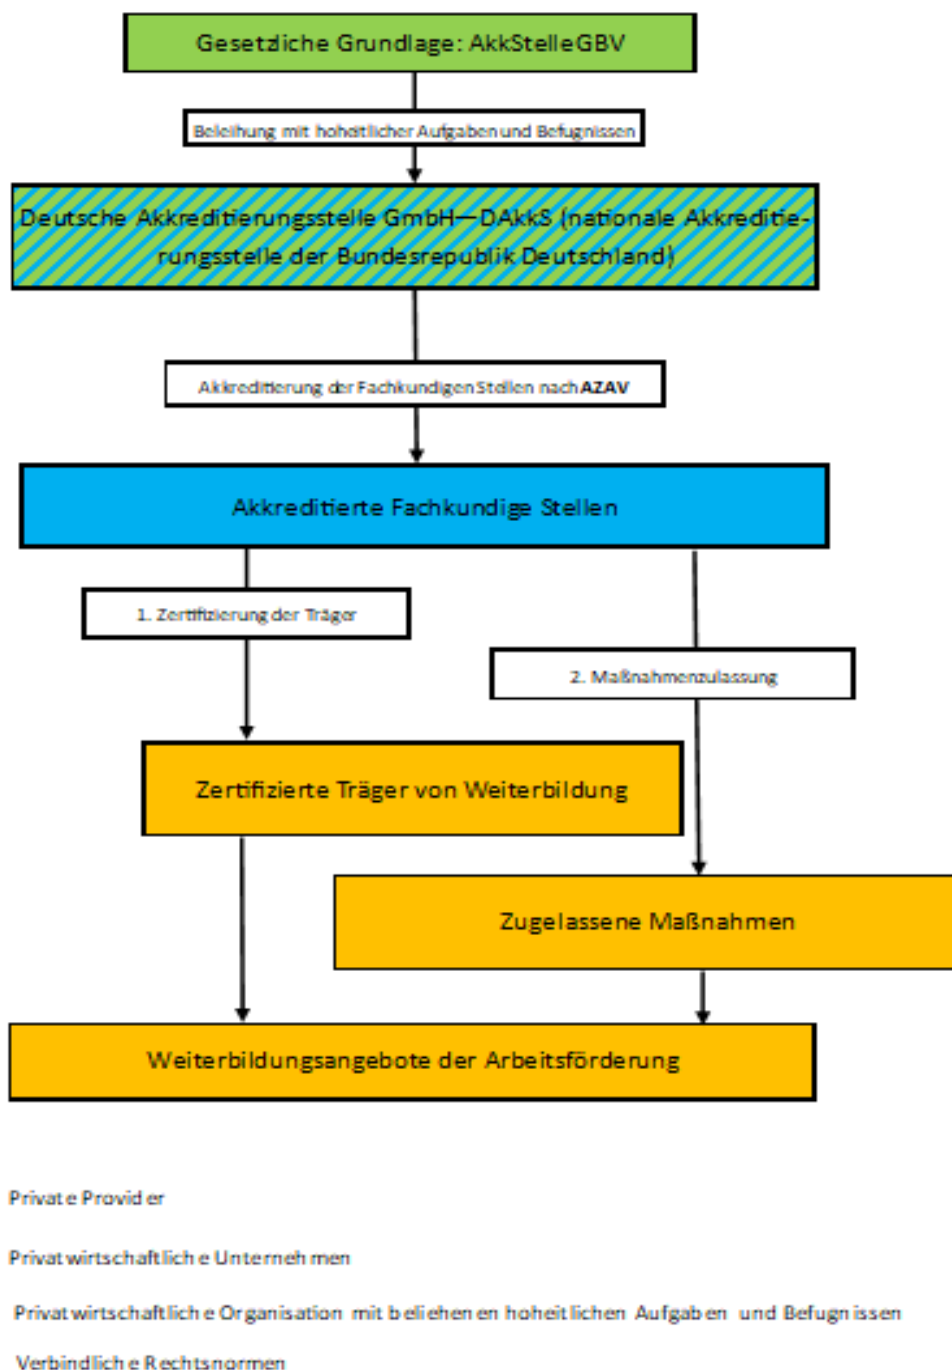 Gesetzliche Grundlage: AkkStelleGBV
Beleihung mit hoheitlicher Aufgaben und Befugnissen
Deutsche Akkreditierungsstelle GmbH—DAkkS (nationale Akkreditie-
rungsstelle der Bundesrepublik Deutschland)
Akkreditierung der Fachkundigen Stellen nach AZAV
Akkreditierte Fachkundige Stellen
1. Zertifizierung der Träger
2. Maßnahmenzulassung
Zertifizierte Träger von Weiterbildung
Zugelassene Maßnahmen
Weiterbildungsangebote der Arbeitsförderung
Private Provider
Privatwirtschaftliche Unternehmen
Privatwirtschaftliche Organisation mit beliehenen hoheitlichen Aufgaben und Befugnissen
Verbindliche Rechtsnormen